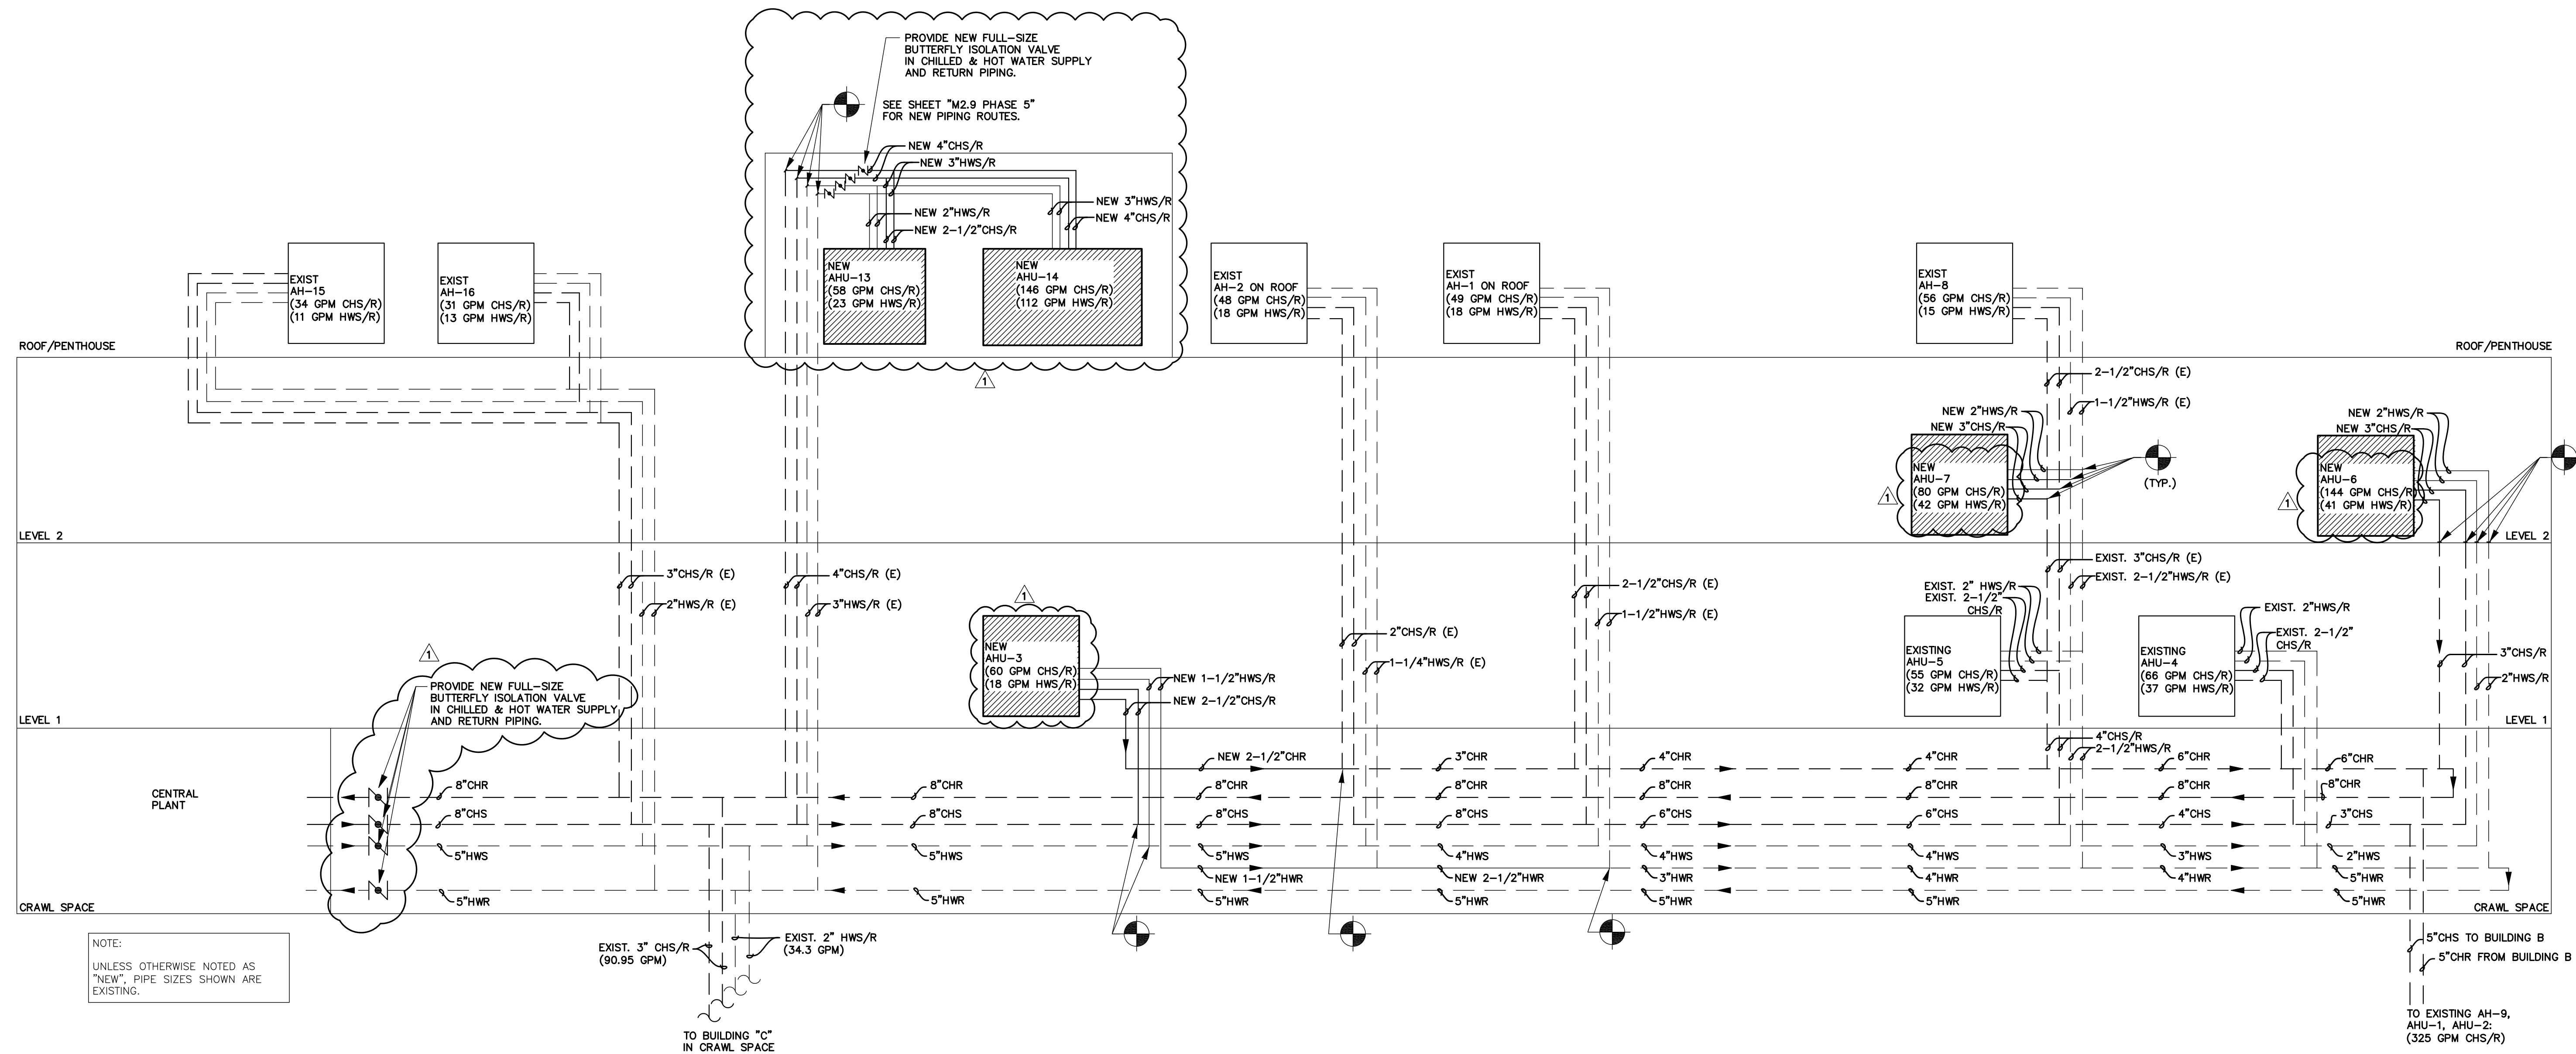 PROVIDE NEW FULL-SIZE
BUTTERFLY ISOLATION VALVE
IN CHILLED & HOT WATER SUPPLY
AND RETURN PIPING.
SEE SHEET "M2.9 PHASE 5"
FOR NEW PIPING ROUTES.
NEW 4"CHS/R
NEW 3"HWS/R
NEW 3"HWS/R
NEW 4"CHS/R
NEW 2"HWS/R
NEW 2-1/2"CHS/R
EXIST
AH-15
(34 GPM CHS/R)
(11 GPM HWS/R)
EXIST
AH-16
(31 GPM CHS/R)
(13 GPM HWS/R)
NEW
AHU-13
(58 GPM CHS/R)
(23 GPM HWS/R)
NEW
AHU-14
(146 GPM CHS/R)
(112 GPM HWS/R)
EXIST
AH-2 ON ROOF
(48 GPM CHS/R)
(18 GPM HWS/R)
EXIST
AH-1 ON ROOF
(49 GPM CHS/R)
(18 GPM HWS/R)
EXIST
AH-8
(56 GPM CHS/R)
(15 GPM HWS/R)
ROOF/PENTHOUSE
ROOF/PENTHOUSE
1
2-1/2"CHS/R (E)
1-1/2"HWS/R (E)
NEW 2"HWS/R
NEW 3"CHS/R
NEW 2"HWS/R
NEW 3"CHS/R
NEW
AHU-7
(80 GPM CHS/R)
(42 GPM HWS/R)
1
(TYP.)
NEW
AHU-6
(144 GPM CHS/R)
(41 GPM HWS/R)
1
LEVEL 2
LEVEL 2
3"CHS/R (E)
2"HWS/R (E)
4"CHS/R (E)
3"HWS/R (E)
2-1/2"CHS/R (E)
1-1/2"HWS/R (E)
2"CHS/R (E)
1-1/4"HWS/R (E)
EXIST. 3"CHS/R (E)
EXIST. 2-1/2"HWS/R (E)
EXIST. 2" HWS/R
EXIST. 2-1/2"
CHS/R
EXIST. 2"HWS/R
EXIST. 2-1/2"
CHS/R
1
NEW
AHU-3
(60 GPM CHS/R)
(18 GPM HWS/R)
NEW 1-1/2"HWS/R
NEW 2-1/2"CHS/R
EXISTING
AHU-5
(55 GPM CHS/R)
(32 GPM HWS/R)
EXISTING
AHU-4
(66 GPM CHS/R)
(37 GPM HWS/R)
3"CHS/R
2"HWS/R
1
PROVIDE NEW FULL-SIZE
BUTTERFLY ISOLATION VALVE
IN CHILLED & HOT WATER SUPPLY
AND RETURN PIPING.
LEVEL 1
LEVEL 1
4"CHS/R
2-1/2"HWS/R
NEW 2-1/2"CHR
3"CHR
4"CHR
4"CHR
6"CHR
6"CHR
CENTRAL
PLANT
8"CHR
8"CHR
8"CHR
8"CHR
8"CHR
8"CHR
8"CHR
8"CHR
8"CHS
8"CHS
8"CHS
8"CHS
6"CHS
6"CHS
4"CHS
3"CHS
5"HWS
5"HWS
5"HWS
4"HWS
4"HWS
4"HWS
3"HWS
2"HWS
NEW 1-1/2"HWR
NEW 2-1/2"HWR
3"HWR
4"HWR
4"HWR
5"HWR
5"HWR
5"HWR
5"HWR
5"HWR
5"HWR
5"HWR
5"HWR
CRAWL SPACE
CRAWL SPACE
NOTE:
UNLESS OTHERWISE NOTED AS
"NEW", PIPE SIZES SHOWN ARE
EXISTING.
EXIST. 3" CHS/R
(90.95 GPM)
EXIST. 2" HWS/R
(34.3 GPM)
TO BUILDING "C"
IN CRAWL SPACE
5"CHS TO BUILDING B
5"CHR FROM BUILDING B
TO EXISTING AH-9,
AHU-1, AHU-2:
(325 GPM CHS/R)